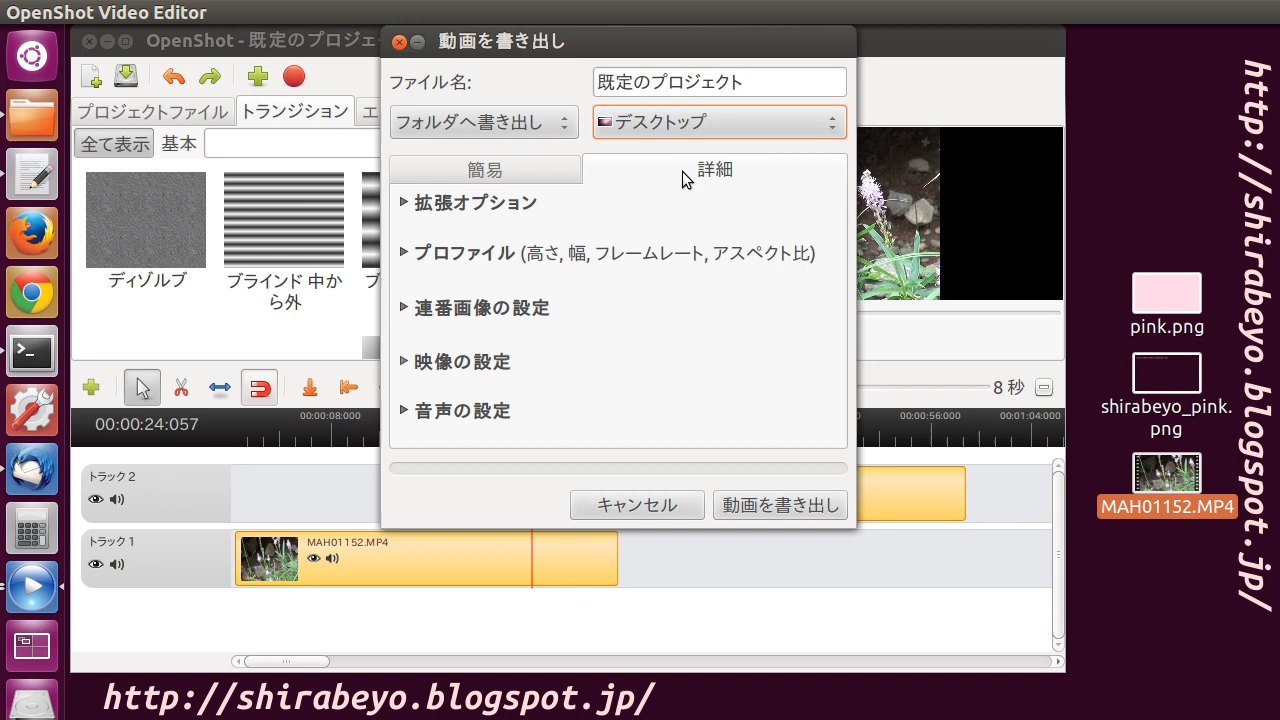 OpenShot Video Editor
OpenShot - 既定のプロジェ
動画を書き出し
ファイル名:
既定のプロジェクト
フォルダへ書き出し
デスクトップ
プロジェクトファイル
トランジション
エ
全て表示
基本
簡易
詳細
拡張オプション
プロファイル (高さ, 幅, フレームレート, アスペクト比)
連番画像の設定
映像の設定
音声の設定
ディゾルブ
ブラインド 中か
ら外
キャンセル
動画を書き出し
8 秒
00:00:24:057
00:00:08:000
00:00:56:000
00:01:04:000
トラック 2
トラック 1
MAH01152.MP4
pink.png
shirabeyo_pink.
png
MAH01152.MP4
http://shirabeyo.blogspot.jp/
http://shirabeyo.blogspot.jp/